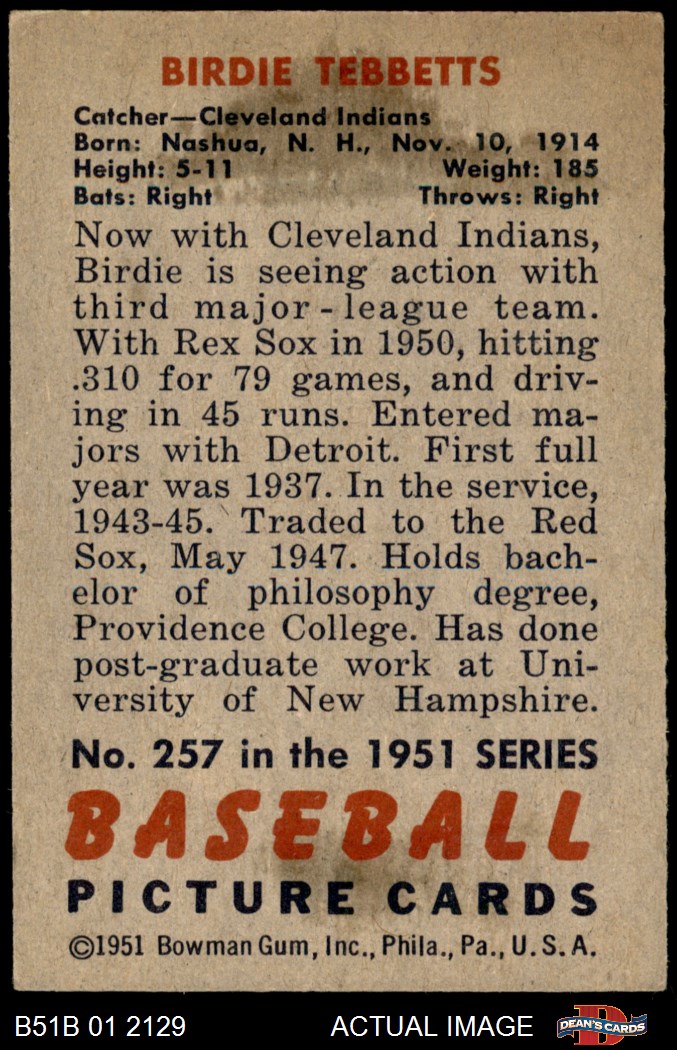 BIRDIE TEBBETTS
Catcher—Cleveland Indians
Born: Nashua, N. H., Nov. 10, 1914
Height: 5-11 Weight: 185
Bats: Right Throws: Right
Now with Cleveland Indians,
Birdie is seeing action with
third major-league team.
With Rex Sox in 1950, hitting
.310 for 79 games, and driv-
ing in 45 runs. Entered ma-
jors with Detroit. First full
year was 1937. In the service,
1943-45. Traded to the Red
Sox, May 1947. Holds bach-
elor of philosophy degree,
Providence College. Has done
post-graduate work at Uni-
versity of New Hampshire.
No. 257 in the 1951 SERIES
BASEBALL
PICTURE CARDS
©1951 Bowman Gum, Inc., Phila., Pa., U. S. A.
B51B 01 2129 ACTUAL IMAGE DEAN'S CARDS